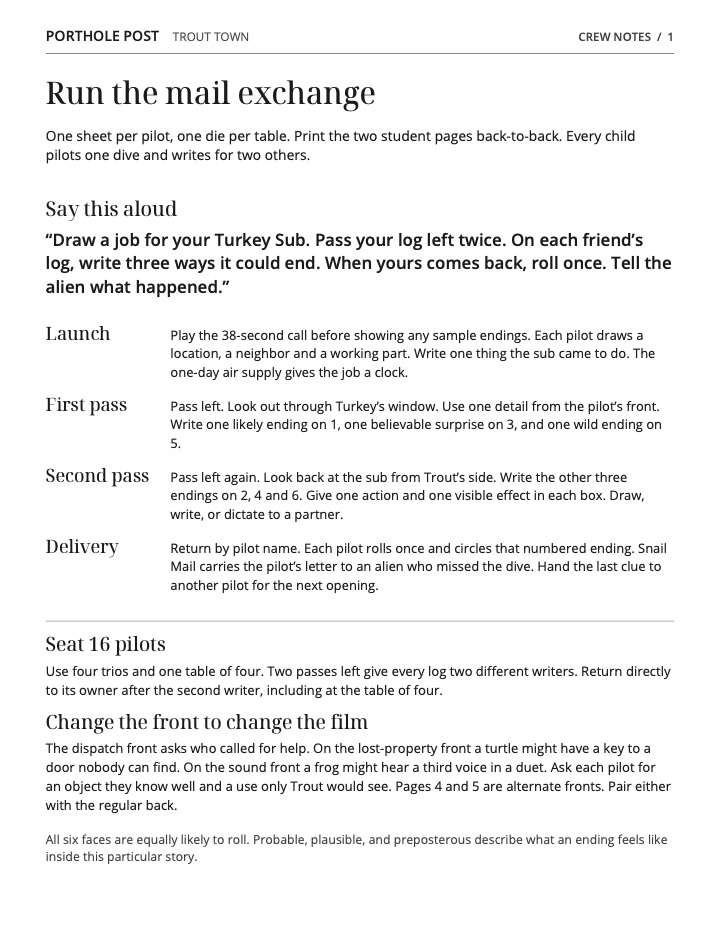 PORTHOLE POST TROUT TOWN CREW NOTES / 1
Run the mail exchange
One sheet per pilot, one die per table. Print the two student pages back-to-back. Every child
pilots one dive and writes for two others.
Say this aloud
“Draw a job for your Turkey Sub. Pass your log left twice. On each friend’s
log, write three ways it could end. When yours comes back, roll once. Tell the
alien what happened.”
Launch
Play the 38-second call before showing any sample endings. Each pilot draws a
location, a neighbor and a working part. Write one thing the sub came to do. The
one-day air supply gives the job a clock.
First pass
Pass left. Look out through Turkey’s window. Use one detail from the pilot’s front.
Write one likely ending on 1, one believable surprise on 3, and one wild ending on
5.
Second pass
Pass left again. Look back at the sub from Trout’s side. Write the other three
endings on 2, 4 and 6. Give one action and one visible effect in each box. Draw,
write, or dictate to a partner.
Delivery
Return by pilot name. Each pilot rolls once and circles that numbered ending. Snail
Mail carries the pilot’s letter to an alien who missed the dive. Hand the last clue to
another pilot for the next opening.
Seat 16 pilots
Use four trios and one table of four. Two passes left give every log two different writers. Return directly
to its owner after the second writer, including at the table of four.
Change the front to change the film
The dispatch front asks who called for help. On the lost-property front a turtle might have a key to a
door nobody can find. On the sound front a frog might hear a third voice in a duet. Ask each pilot for
an object they know well and a use only Trout would see. Pages 4 and 5 are alternate fronts. Pair either
with the regular back.
All six faces are equally likely to roll. Probable, plausible, and preposterous describe what an ending feels like
inside this particular story.